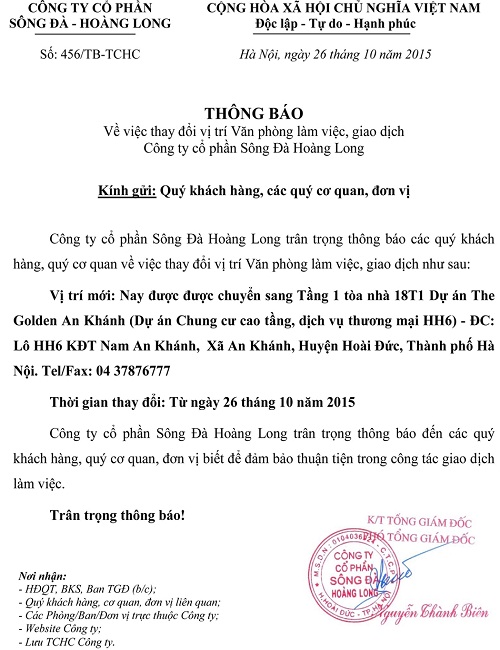 CÔNG TY CỔ PHẦN
SÔNG ĐÀ - HOÀNG LONG
CỘNG HÒA XÃ HỘI CHỦ NGHĨA VIỆT NAM
Độc lập - Tự do - Hạnh phúc
Số: 456/TB-TCHC
Hà Nội, ngày 26 tháng 10 năm 2015
THÔNG BÁO
Về việc thay đổi vị trí Văn phòng làm việc, giao dịch
Công ty cổ phần Sông Đà Hoàng Long
Kính gửi: Quý khách hàng, các quý cơ quan, đơn vị
Công ty cổ phần Sông Đà Hoàng Long trân trọng thông báo các quý khách
hàng, quý cơ quan về việc thay đổi vị trí Văn phòng làm việc, giao dịch như sau:
Vị trí mới: Nay được được chuyển sang Tầng 1 tòa nhà 18T1 Dự án The
Golden An Khánh (Dự án Chung cư cao tầng, dịch vụ thương mại HH6) - ĐC:
Lô HH6 KĐT Nam An Khánh, Xã An Khánh, Huyện Hoài Đức, Thành phố Hà
Nội. Tel/Fax: 04 37876777
Thời gian thay đổi: Từ ngày 26 tháng 10 năm 2015
Công ty cổ phần Sông Đà Hoàng Long trân trọng thông báo đến các quý
khách hàng, quý cơ quan, đơn vị biết để đảm bảo thuận tiện trong công tác giao dịch
làm việc.
Trân trọng thông báo!
K/T TỔNG GIÁM ĐỐC
PHÓ TỔNG GIÁM ĐỐC
CÔNG TY
CỔ PHẦN
SÔNG ĐÀ
HOÀNG LONG
H.HOÀI ĐỨC - TP.HÀ NỘI
Nguyễn Thành Biên
Nơi nhận:
- HĐQT, BKS, Ban TGĐ (b/c);
- Quý khách hàng, cơ quan, đơn vị liên quan;
- Các Phòng/Ban/Đơn vị trực thuộc Công ty;
- Website Công ty;
- Lưu TCHC Công ty.